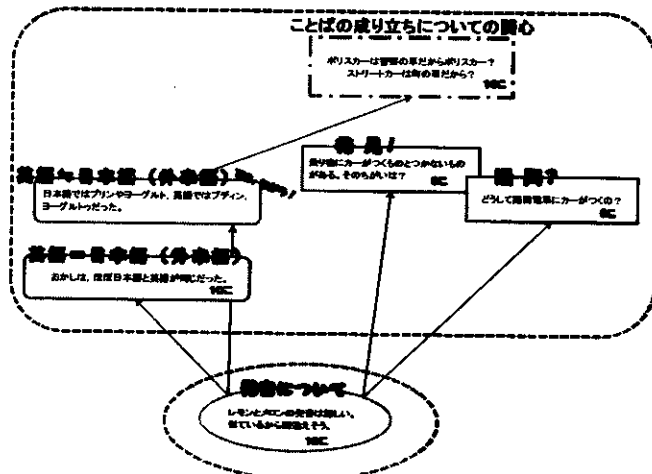 ことばの成り立ちについての関心
ポリスカーは警察の車だからポリスカー?
ストリートカーは町の車だから?
発見!
乗り物にカーがつくものとつかないもの
がある。そのちがいは?
疑問?
どうして路面電車にカーがつくの?
英語≒日本語(外来語)
日本語ではプリンやヨーグルト、英語ではプディン、
ヨーグルトゥだった。
英語=日本語(外来語)
おかしは、ほぼ日本語と英語が同じだった。
発音について
レモンとメロンの発音は難しい。
似ているから間違えそう。